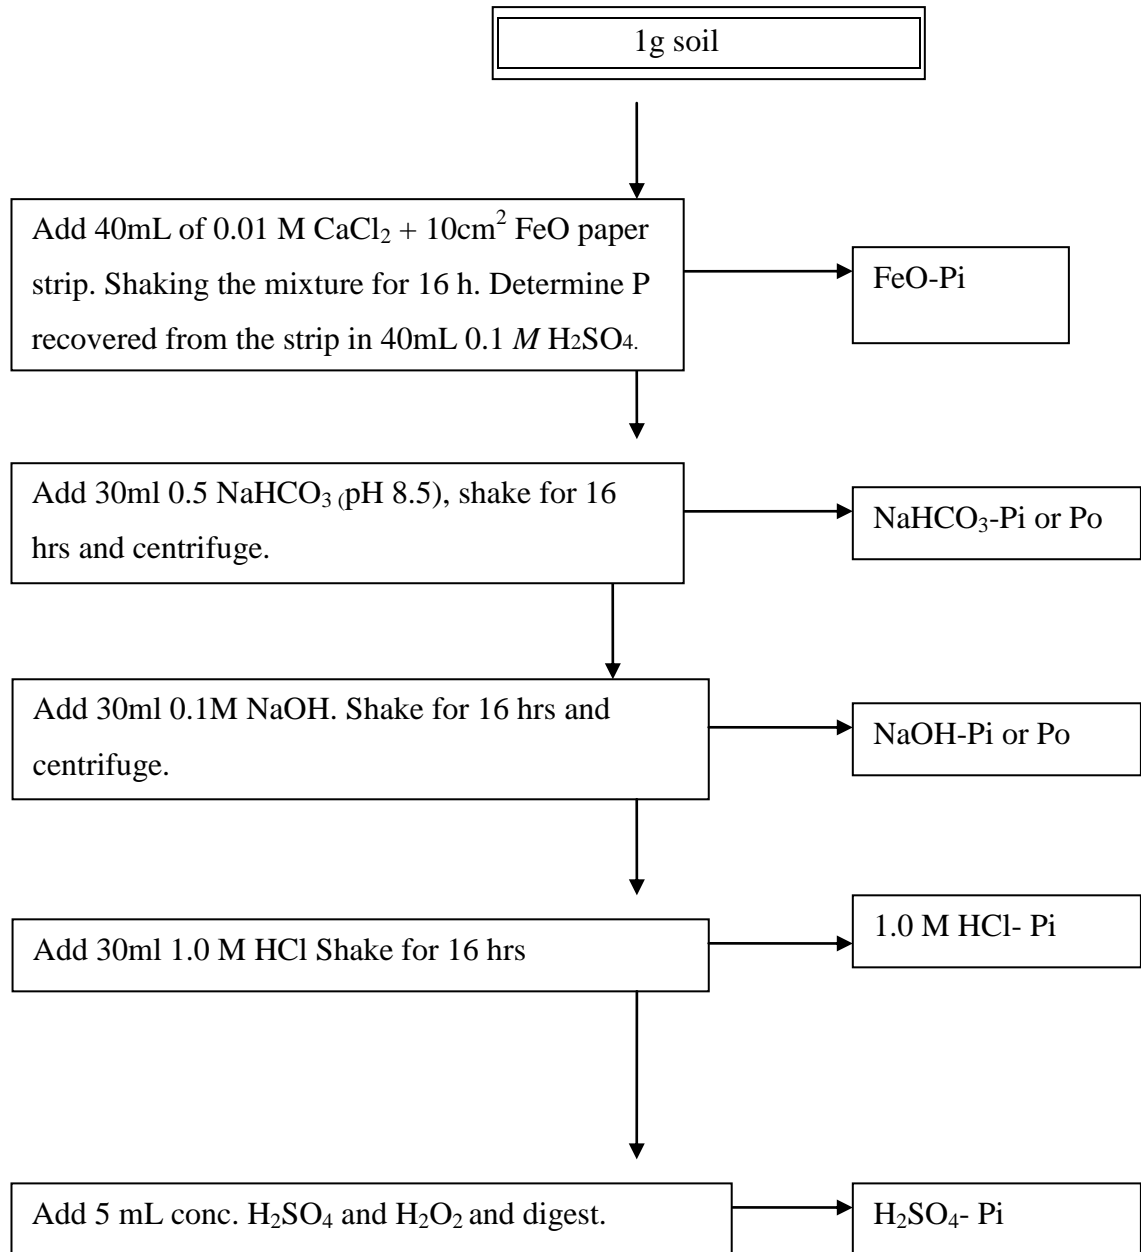 1g soil
Add 40mL of 0.01 M CaCl₂ + 10cm² FeO paper
strip. Shaking the mixture for 16 h. Determine P
recovered from the strip in 40mL 0.1 M H2SO4.
FeO-Pi
Add 30ml 0.5 NaHCO₃ (pH 8.5), shake for 16
hrs and centrifuge.
NaHCO₃-Pi or Po
Add 30ml 0.1M NaOH. Shake for 16 hrs and
centrifuge.
NaOH-Pi or Po
Add 30ml 1.0 M HCl Shake for 16 hrs
1.0 M HCl- Pi
Add 5 mL conc. H₂SO₄ and H₂O₂ and digest.
H₂SO₄- Pi